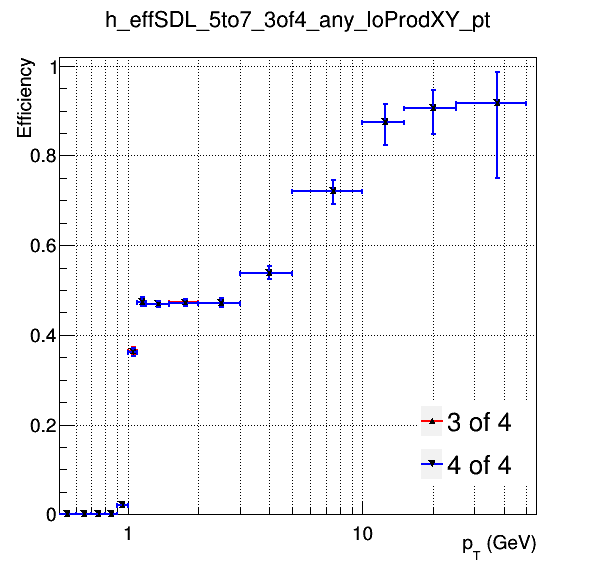 h_effSDL_5to7_3of4_any_loProdXY_pt
Efficiency
1
0.8
0.6
0.4
0.2
0
3 of 4
4 of 4
1
10
p_T (GeV)